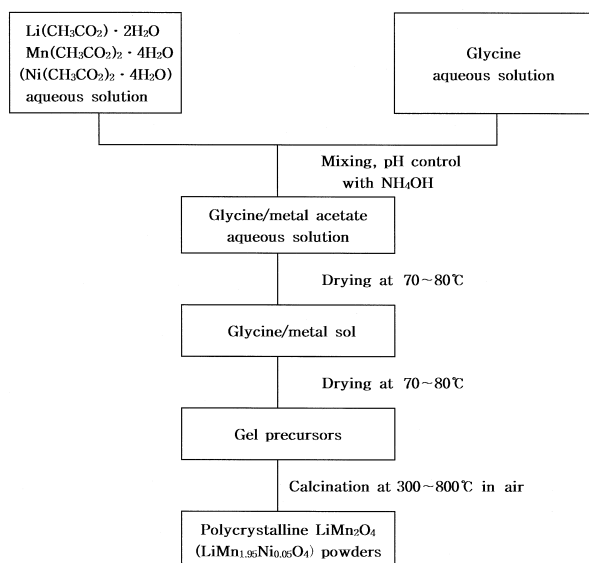 Li(CH₃CO₂) · 2H₂O
Mn(CH₃CO₂)₂ · 4H₂O
(Ni(CH₃CO₂)₂ · 4H₂O)
aqueous solution
Glycine
aqueous solution
Mixing, pH control
with NH₄OH
Glycine/metal acetate
aqueous solution
Drying at 70~80℃
Glycine/metal sol
Drying at 70~80℃
Gel precursors
Calcination at 300~800℃ in air
Polycrystalline LiMn₂O₄
(LiMn₁.₉₅Ni₀.₀₅O₄) powders